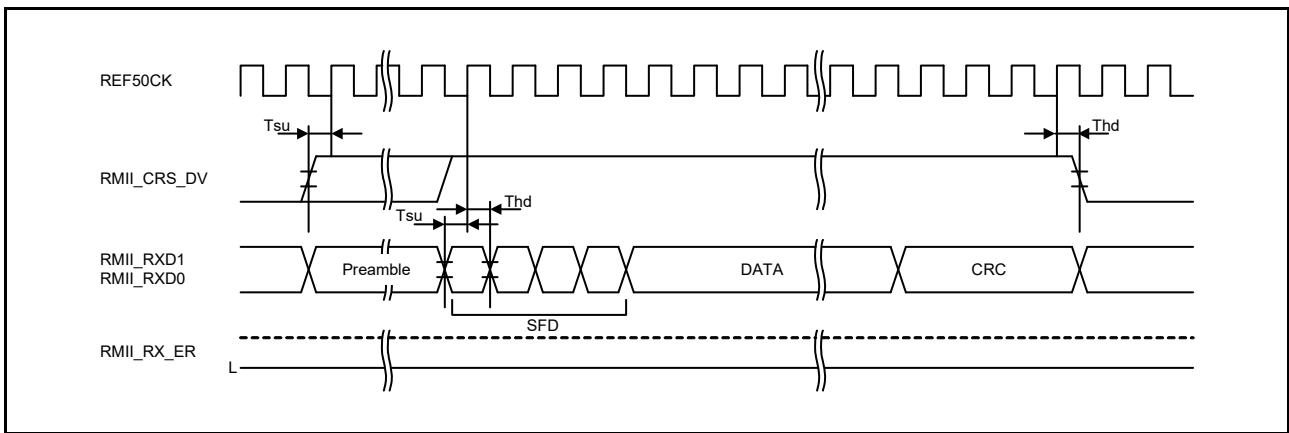 REF50CK
Tsu
Thd
RMII_CRS_DV
Thd
Tsu
RMII_RXD1
RMII_RXD0
Preamble
DATA
CRC
SFD
RMII_RX_ER
L